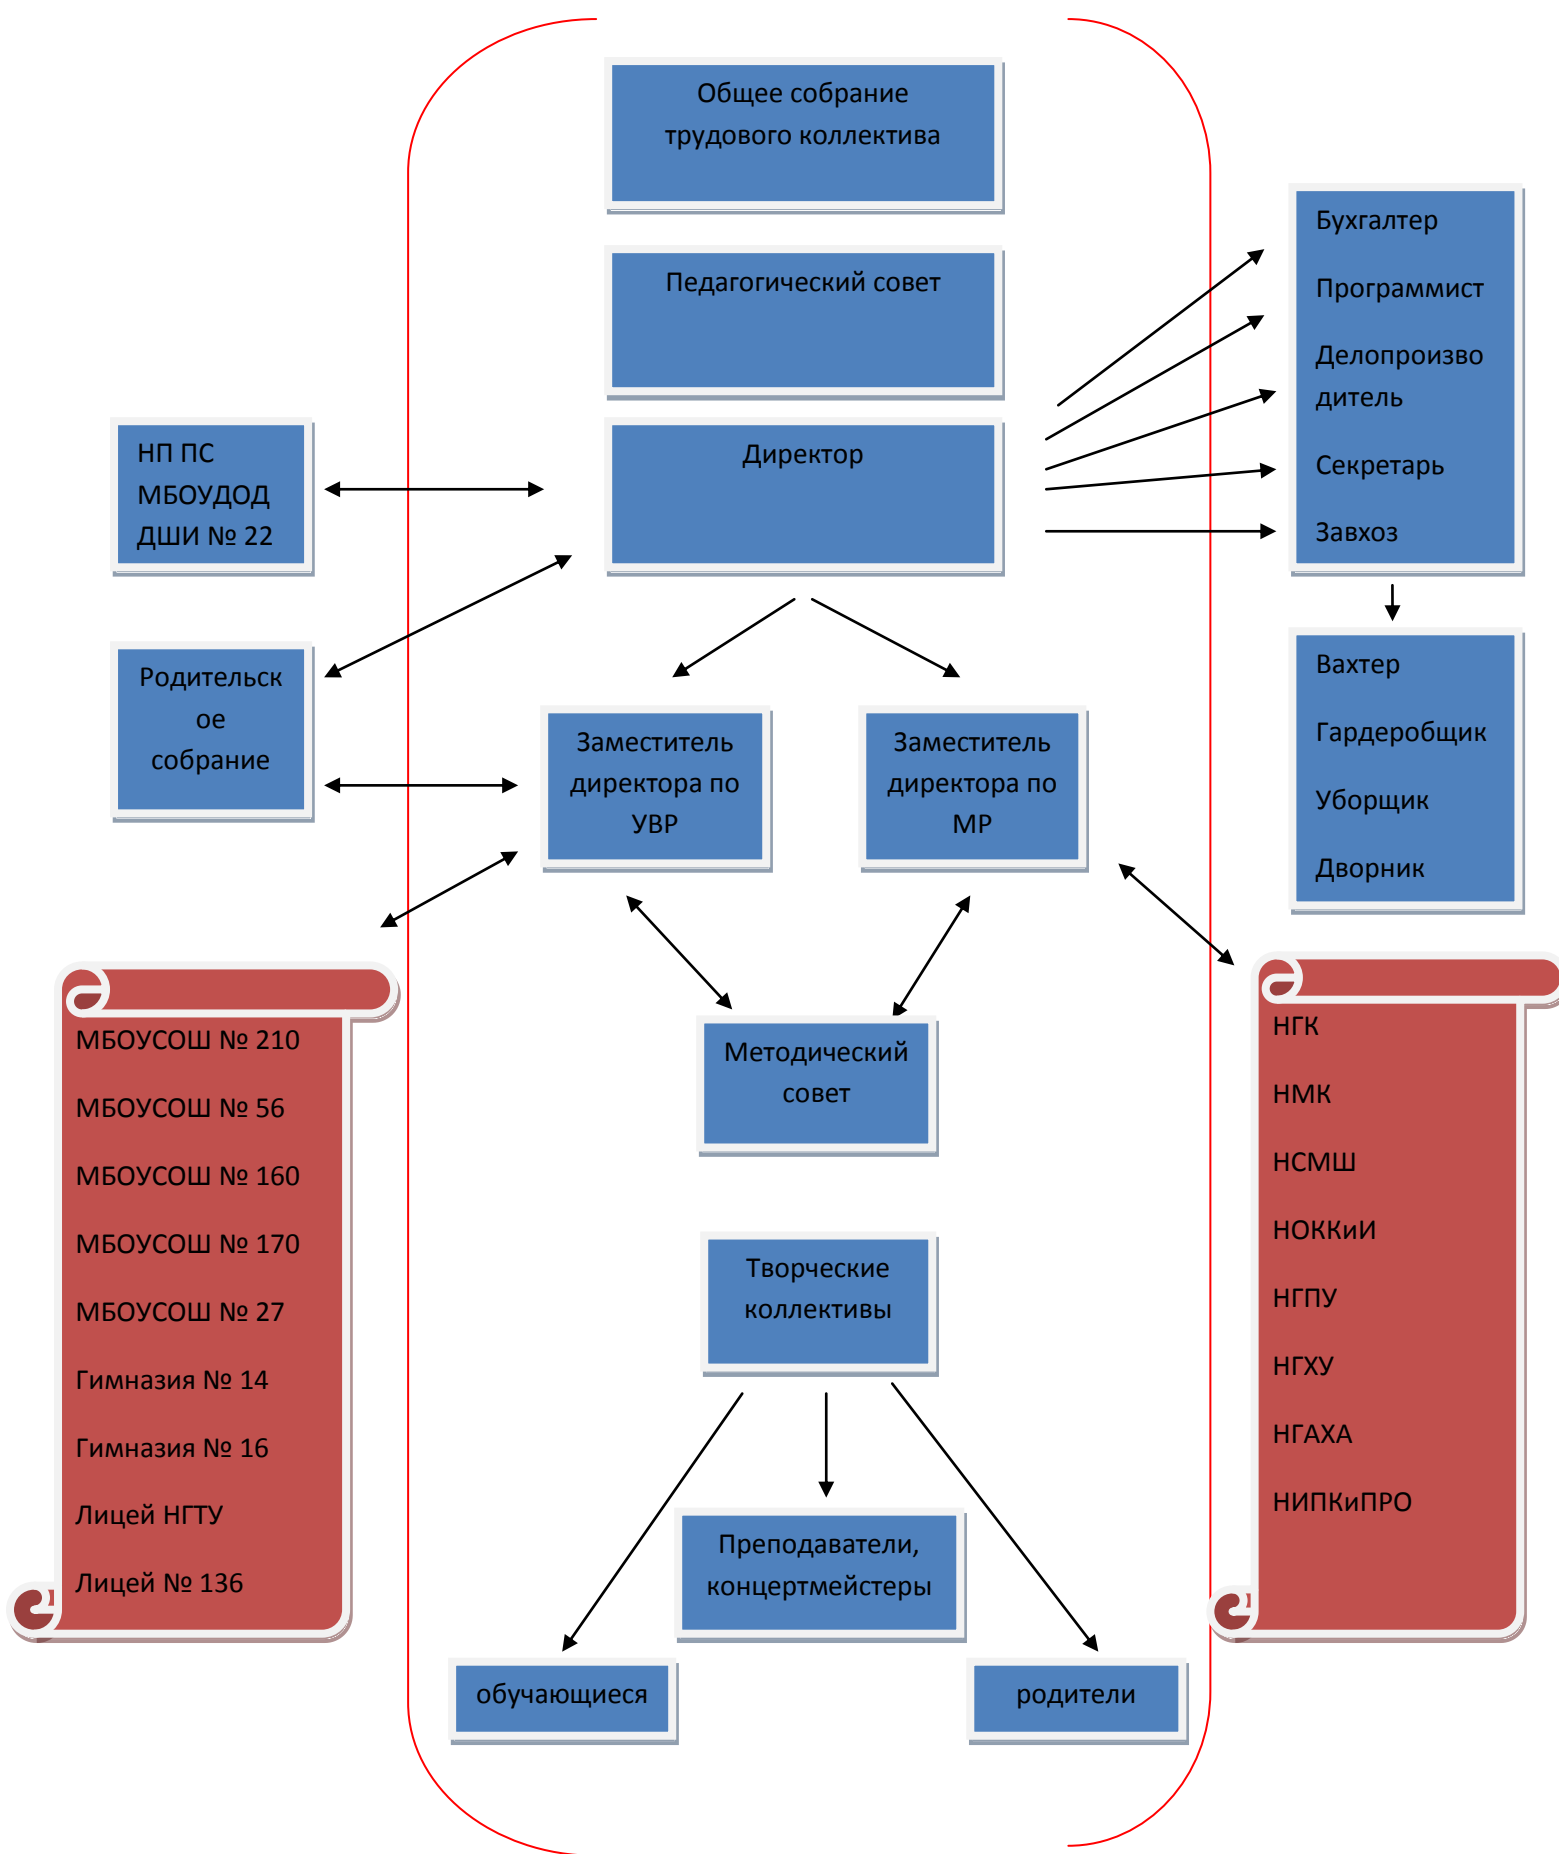 Общее собрание
трудового коллектива
Педагогический совет
Директор
Бухгалтер
Программист
Делопроизво
дитель
Секретарь
Завхоз
НП ПС
МБОУДОД
ДШИ № 22
Родительск
ое
собрание
Заместитель
директора по
УВР
Заместитель
директора по
МР
Вахтер
Гардеробщик
Уборщик
Дворник
МБОУСОШ № 210
МБОУСОШ № 56
МБОУСОШ № 160
МБОУСОШ № 170
МБОУСОШ № 27
Гимназия № 14
Гимназия № 16
Лицей НГТУ
Лицей № 136
Методический
совет
Творческие
коллективы
Преподаватели,
концертмейстеры
обучающиеся
родители
НГК
НМК
НСМШ
НОККиИ
НГПУ
НГХУ
НГАХА
НИПКиПРО